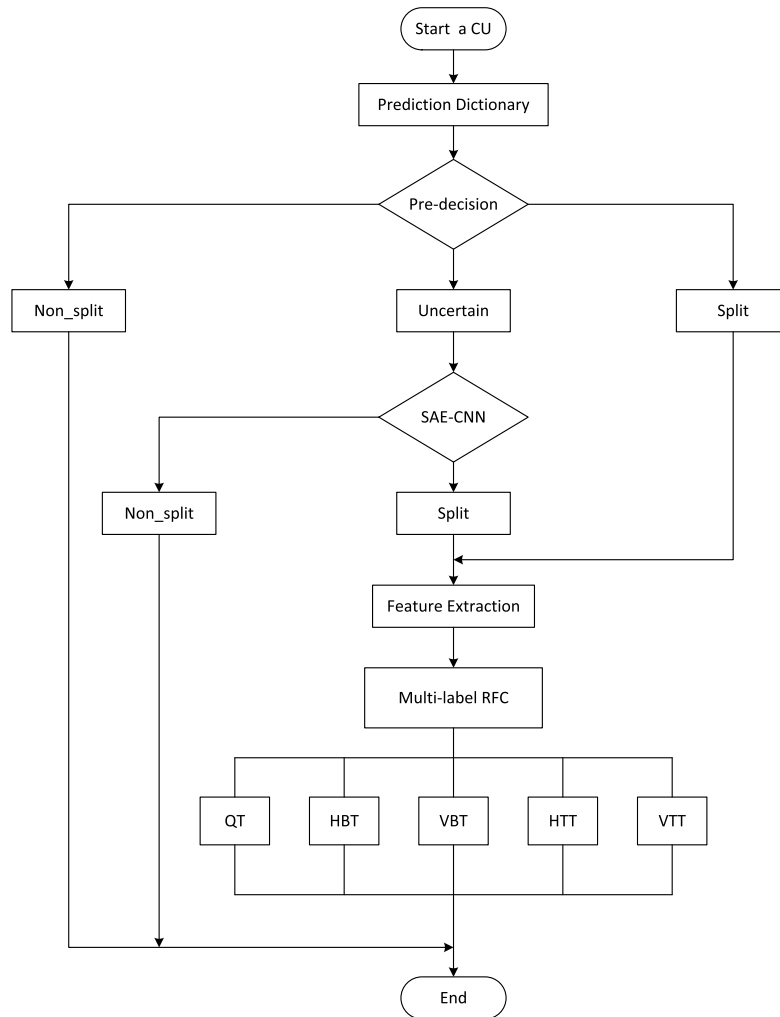 Start a CU
Prediction Dictionary
Pre-decision
Non_split
Uncertain
Split
SAE-CNN
Non_split
Split
Feature Extraction
Multi-label RFC
QT
HBT
VBT
HTT
VTT
End